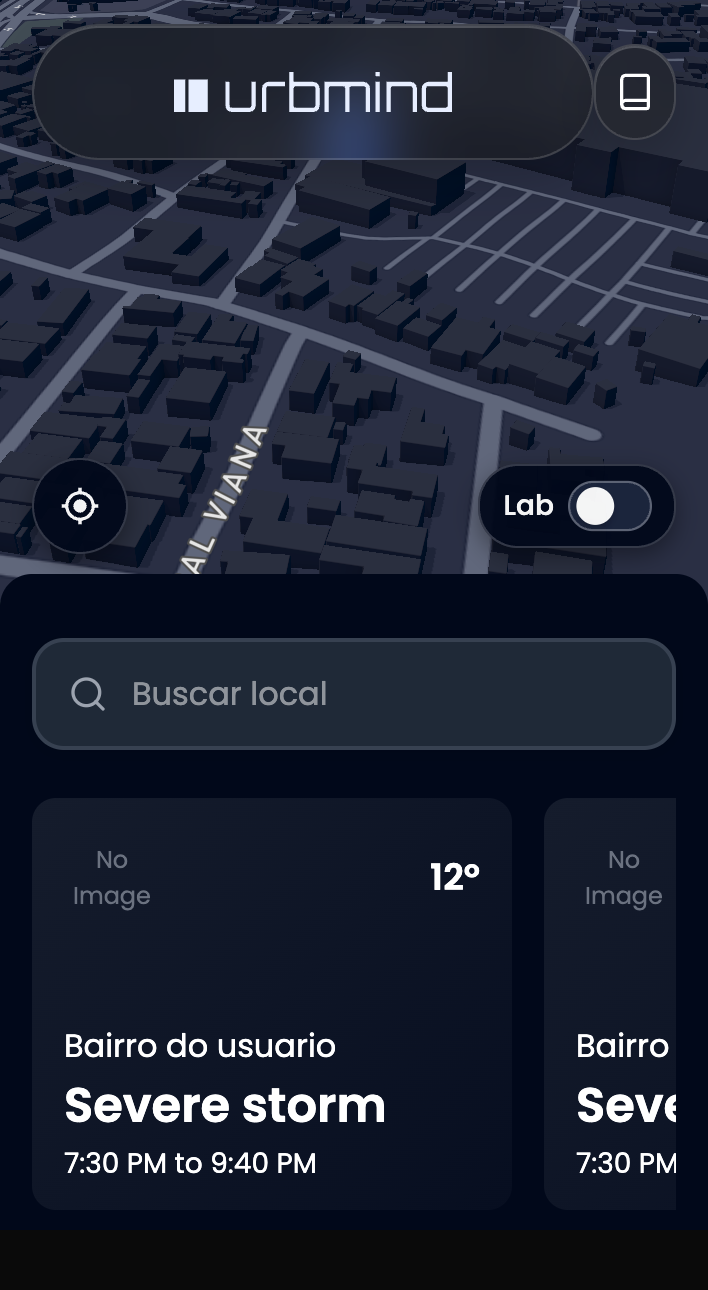 urbmind
AL VIANA
Lab
Buscar local
No
Image
12°
Bairro do usuario
Severe storm
7:30 PM to 9:40 PM
No
Image
Bairro
Seve
7:30 PM